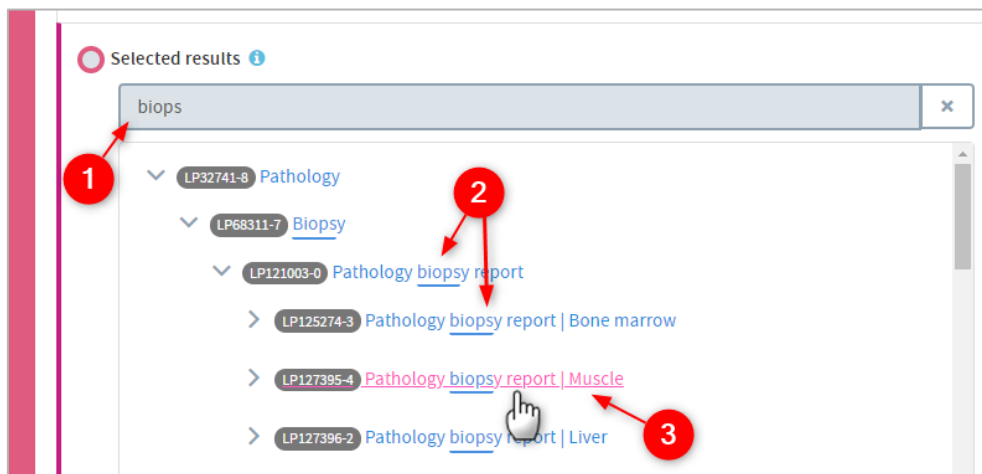 Selected results
biops
1
LP32741-8 Pathology
2
LP68311-7 Biopsy
LP121003-0 Pathology biopsy report
LP125274-3 Pathology biopsy report | Bone marrow
LP127395-4 Pathology biopsy report | Muscle
3
LP127396-2 Pathology biopsy report | Liver